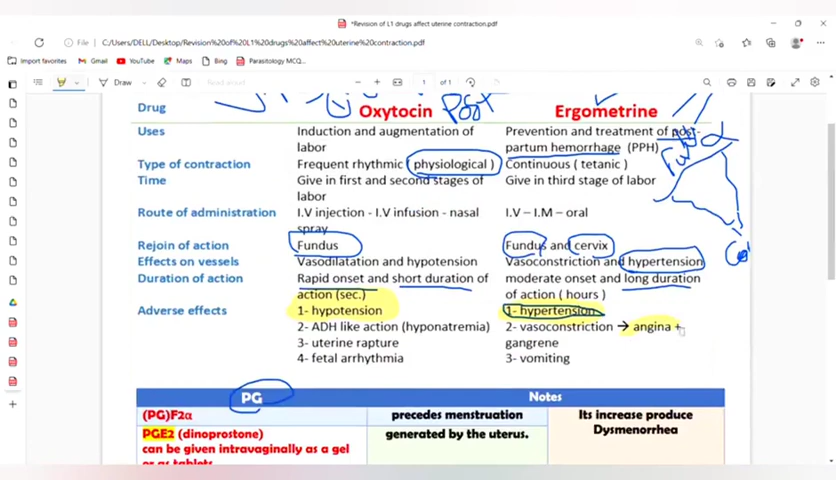 *Revision of L1 drugs affect uterine contraction.pdf
File C:/Users/DELL/Desktop/Revision%20of%20L1%20drugs%20affect%20uterine%20contraction.pdf
Import favorites Gmail YouTube Maps Bing Parasitology MCQ...
Draw 1 of 1
Drug Oxytocin Post Ergometrine
Uses Induction and augmentation of labor Prevention and treatment of post-partum hemorrhage (PPH)
Type of contraction Frequent rhythmic ( physiological ) Continuous ( tetanic )
Time Give in first and second stages of labor Give in third stage of labor
Route of administration I.V injection - I.V infusion - nasal spray I.V – I.M – oral
Rejoin of action Fundus Fundus and cervix
Effects on vessels Vasodilatation and hypotension Vasoconstriction and hypertension
Duration of action Rapid onset and short duration of action (sec.) moderate onset and long duration of action ( hours )
Adverse effects 1- hypotension 1- hypertension
2- ADH like action (hyponatremia) 2- vasoconstriction → angina + gangrene
3- uterine rapture 3- vomiting
4- fetal arrhythmia
PG Notes
(PG)F2α precedes menstruation Its increase produce Dysmenorrhea
PGE2 (dinoprostone) generated by the uterus.
can be given intravaginally as a gel
or as tablets